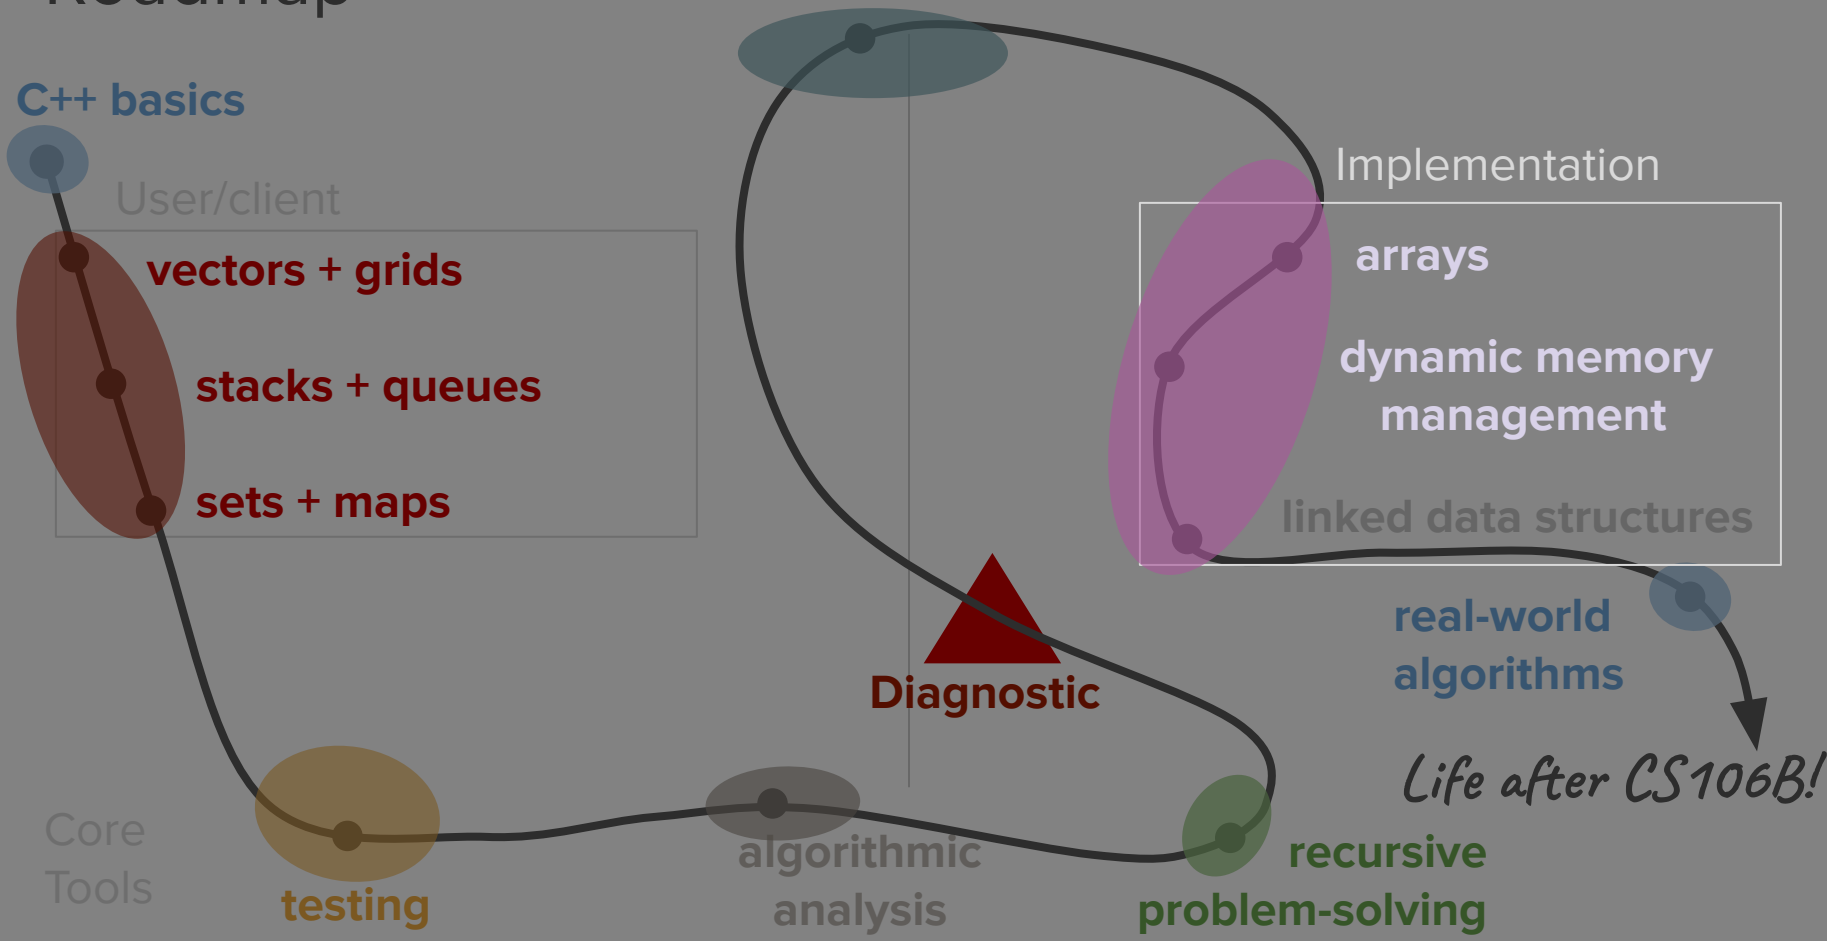 Roadmap
C++ basics
User/client
vectors + grids
stacks + queues
sets + maps
Core
Tools
testing
algorithmic
analysis
recursive
problem-solving
Diagnostic
Implementation
arrays
dynamic memory
management
linked data structures
real-world
algorithms
Life after CS106B!